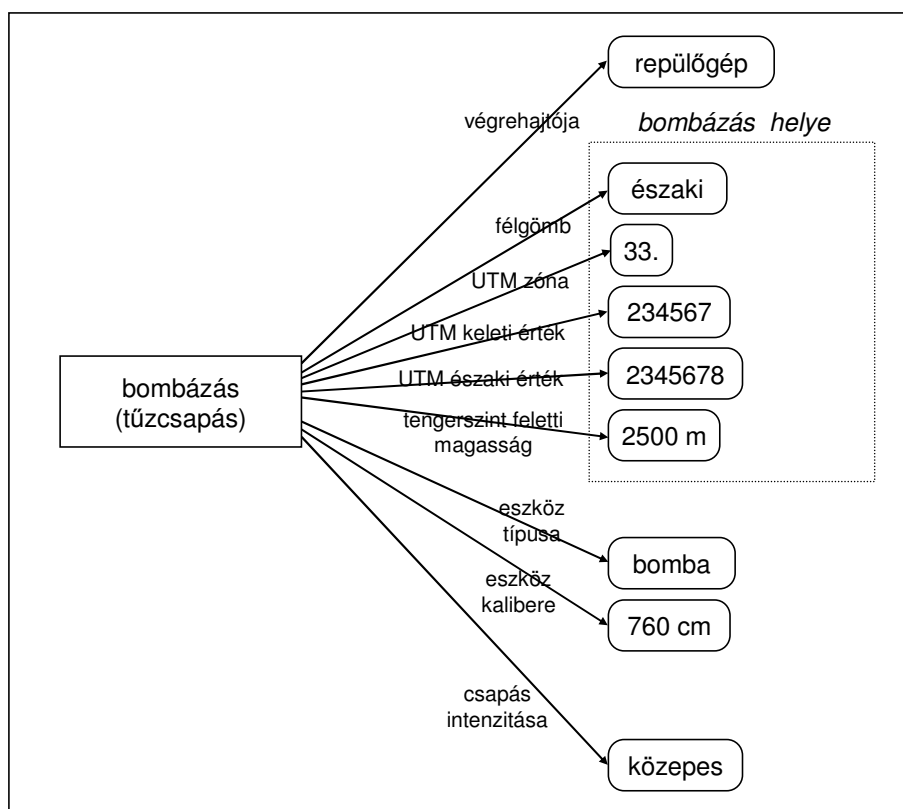 repülőgép
végrehajtója
bombázás helye
északi
félgömb
33.
UTM zóna
234567
UTM keleti érték
2345678
UTM északi érték
bombázás
(tűzcsapás)
tengerszint feletti
magasság
2500 m
eszköz
típusa
bomba
eszköz
kalibere
760 cm
csapás
intenzitása
közepes